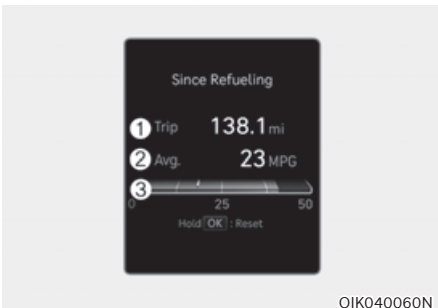 Since Refueling
① Trip 138.1 mi
② Avg. 23 MPG
③
0 25 50
Hold OK : Reset
OIK040060N